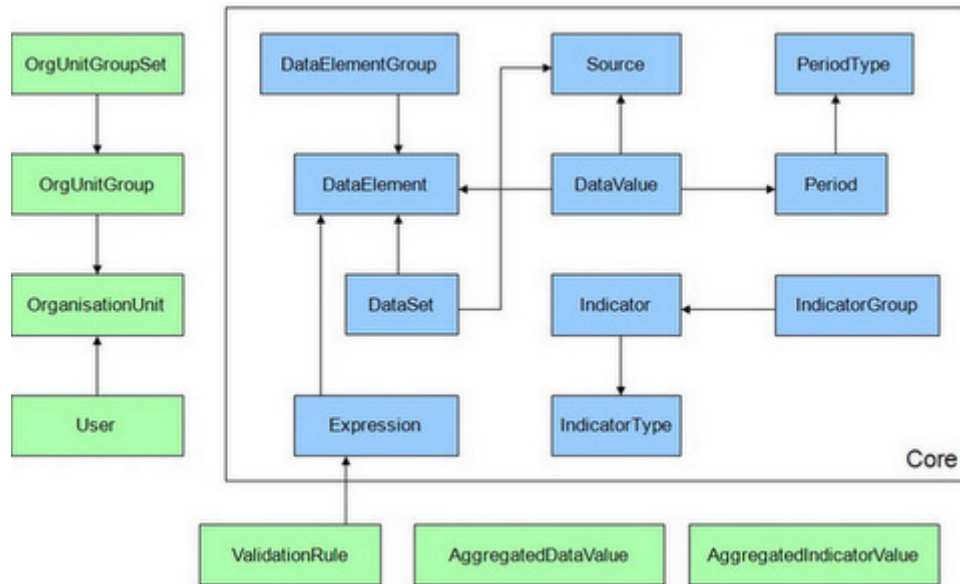 OrgUnitGroupSet
DataElementGroup
Source
PeriodType
OrgUnitGroup
DataElement
DataValue
Period
OrganisationUnit
DataSet
Indicator
IndicatorGroup
User
Expression
IndicatorType
Core
ValidationRule
AggregatedDataValue
AggregatedIndicatorValue